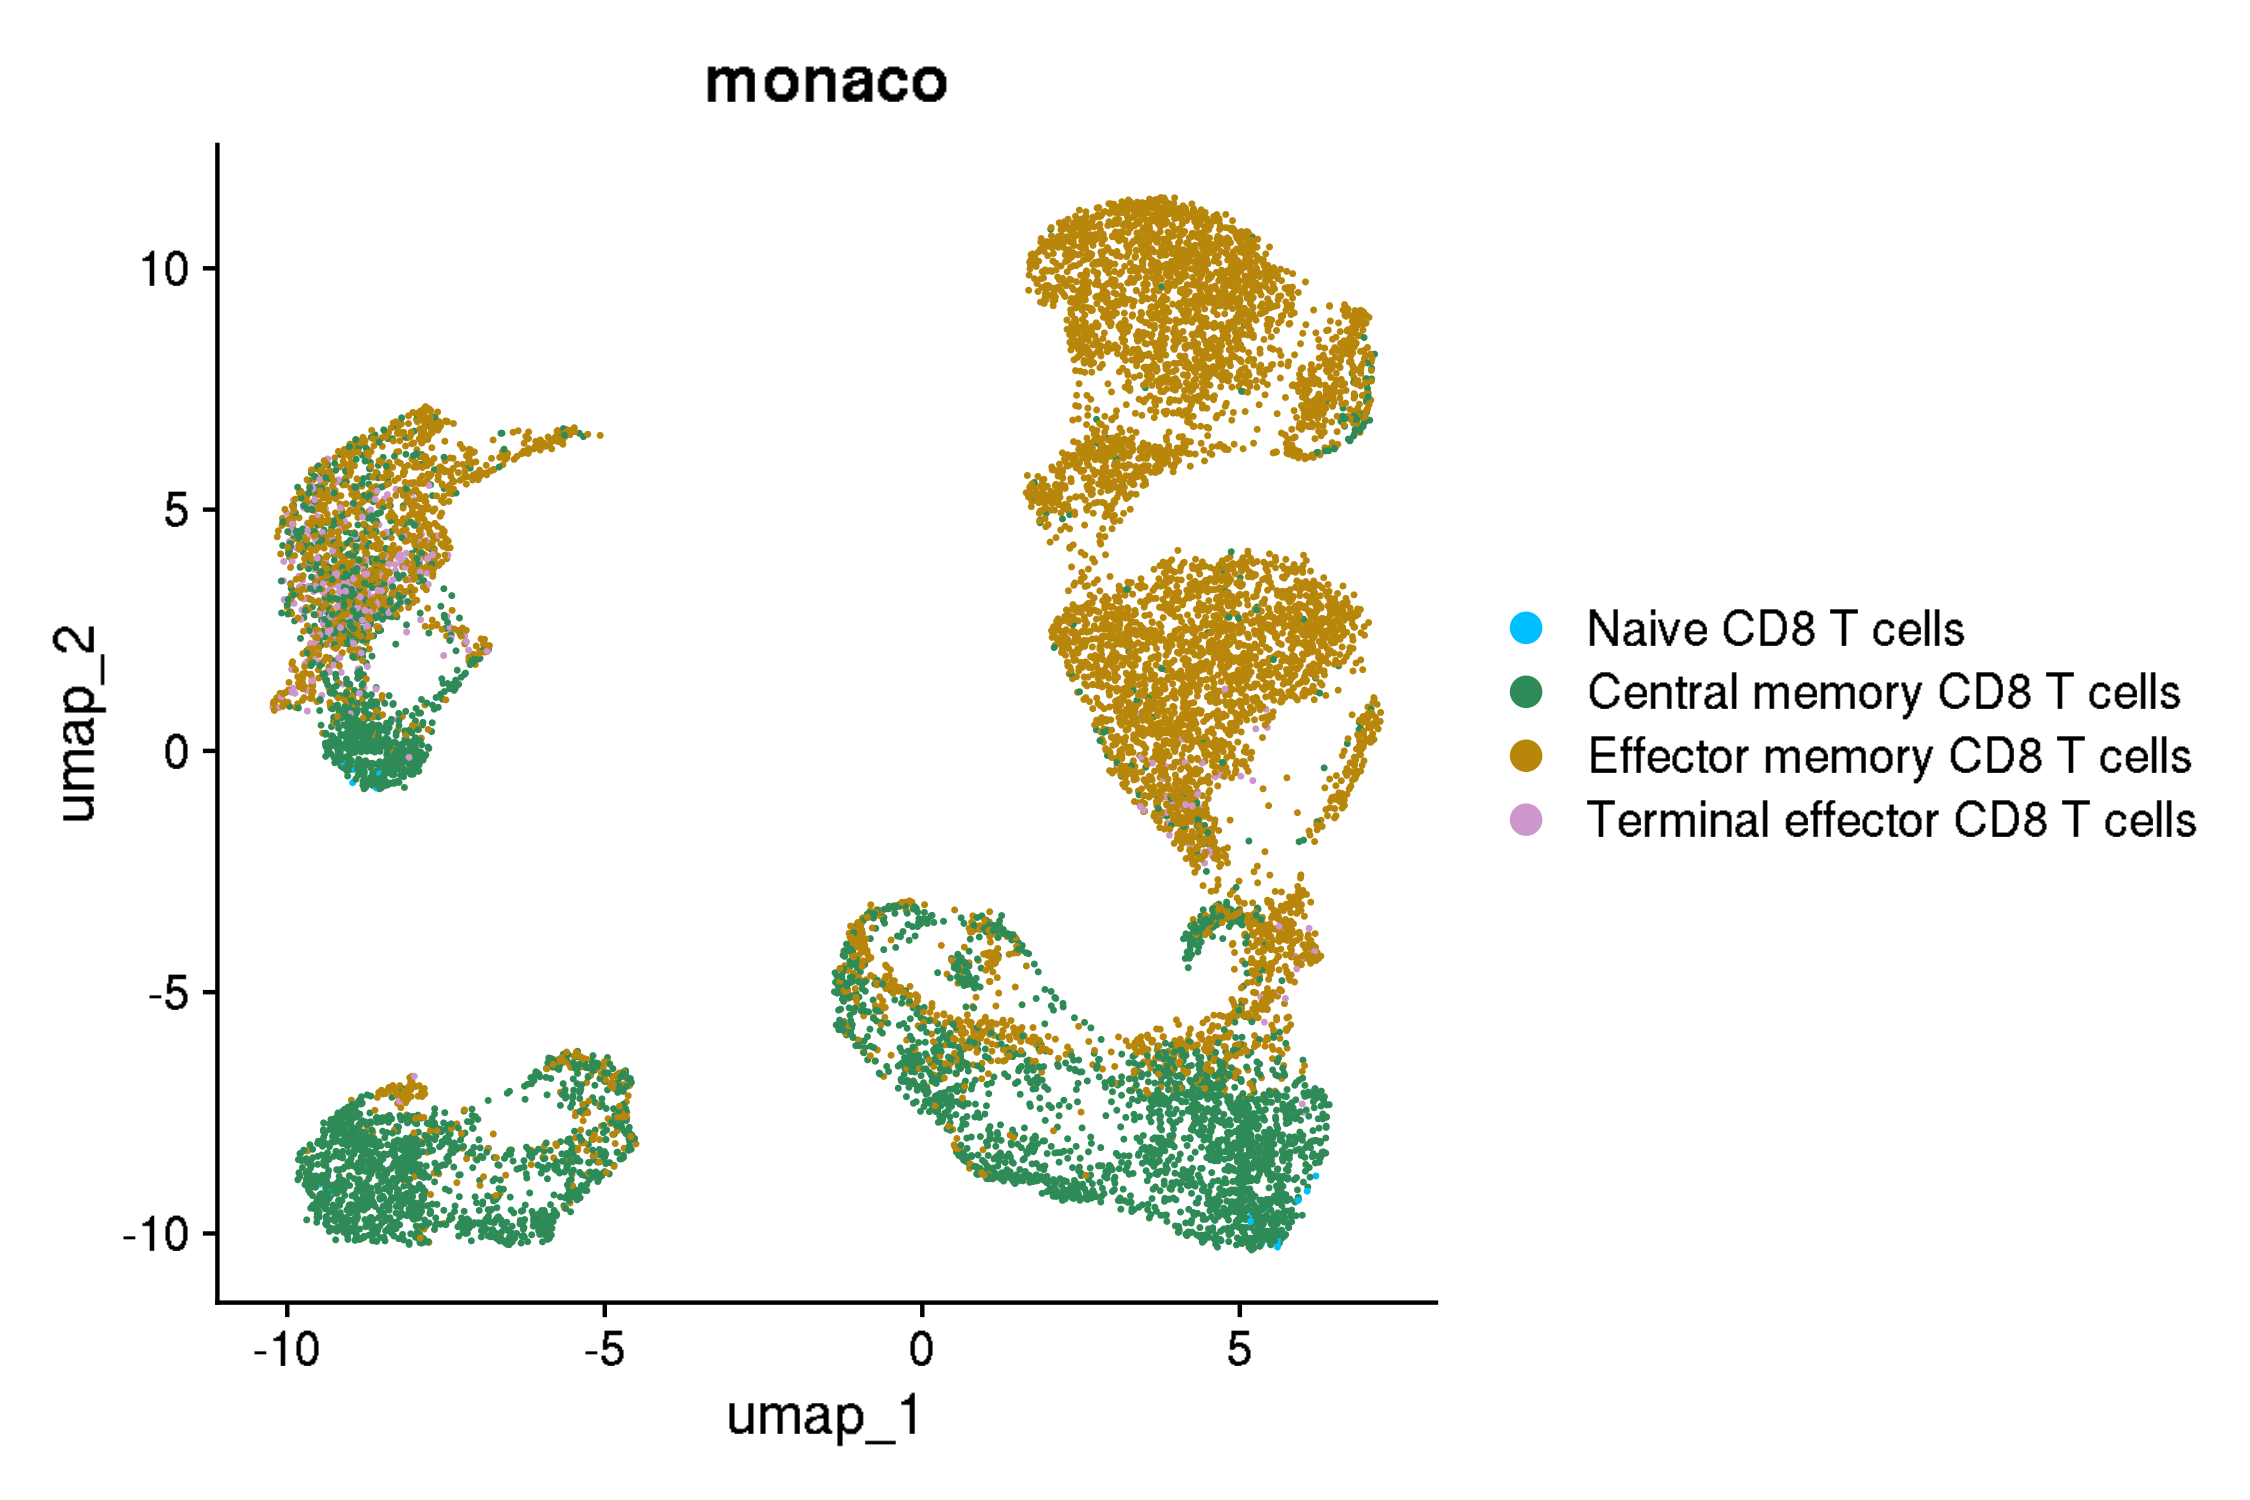 monaco
umap_2
10
5
0
-5
-10
-10
-5
0
5
umap_1
Naive CD8 T cells
Central memory CD8 T cells
Effector memory CD8 T cells
Terminal effector CD8 T cells